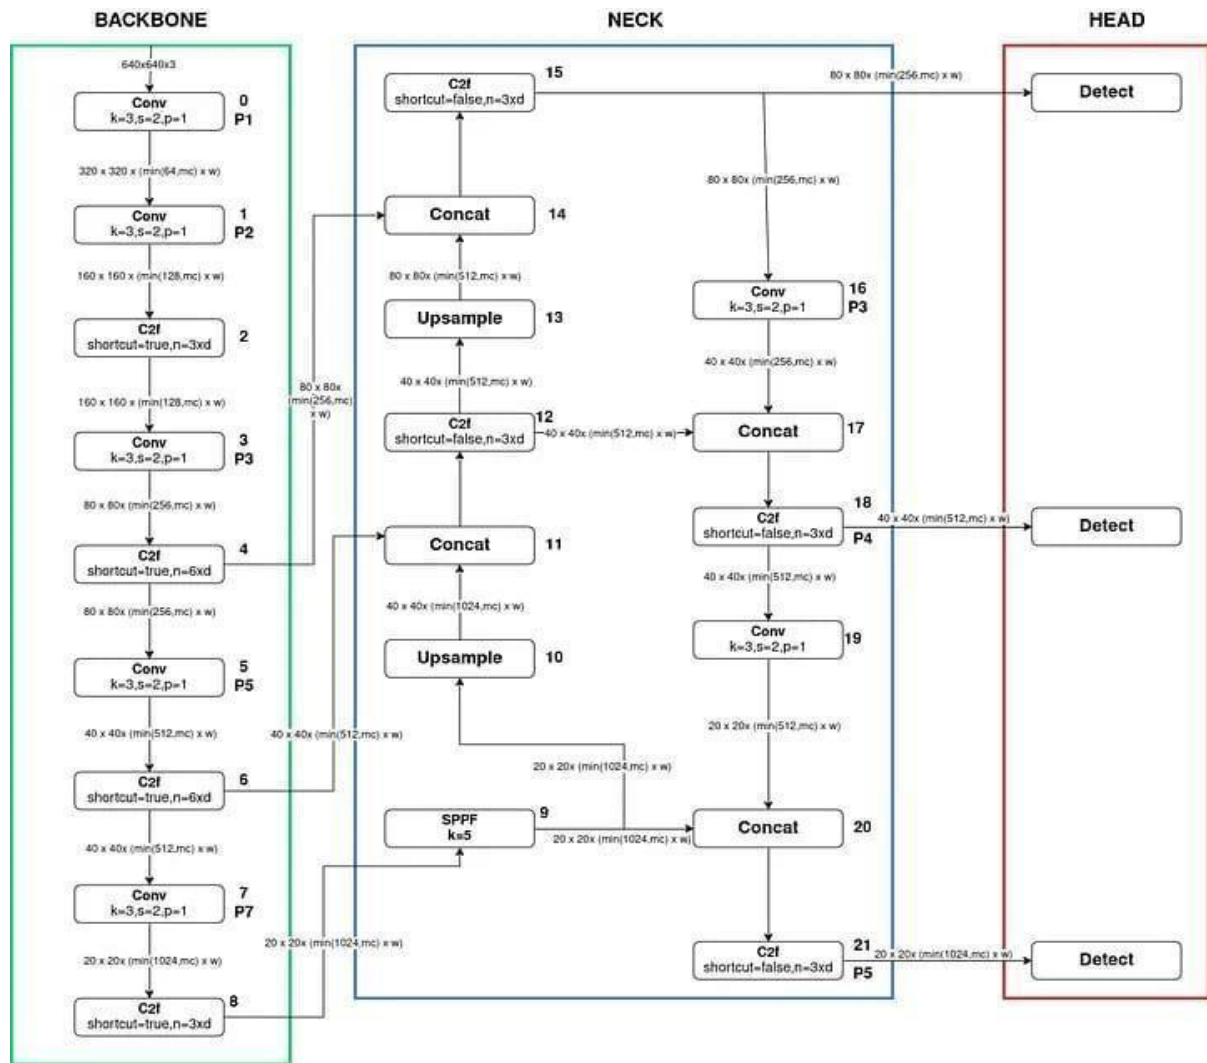 BACKBONE
640x640x3
Conv
k=3,s=2,p=1
0
P1
320 x 320 x (min(64,mc) x w)
Conv
k=3,s=2,p=1
1
P2
160 x 160 x (min(128,mc) x w)
C2f
shortcut=true,n=3xd
2
160 x 160 x (min(128,mc) x w)
Conv
k=3,s=2,p=1
3
P3
80 x 80x (min(256,mc) x w)
C2f
shortcut=true,n=6xd
4
80 x 80x (min(256,mc) x w)
Conv
k=3,s=2,p=1
5
P5
40 x 40x (min(512,mc) x w)
C2f
shortcut=true,n=6xd
6
40 x 40x (min(512,mc) x w)
Conv
k=3,s=2,p=1
7
P7
20 x 20x (min(1024,mc) x w)
C2f
shortcut=true,n=3xd
8
80 x 80x
(min(256,mc)
x w)
40 x 40x (min(512,mc) x w)
20 x 20x (min(1024,mc) x w)
NECK
C2f
shortcut=false,n=3xd
15
Concat
14
80 x 80x (min(512,mc) x w)
Upsample
13
40 x 40x (min(512,mc) x w)
C2f
shortcut=false,n=3xd
12
40 x 40x (min(512,mc) x w)
Concat
11
40 x 40x (min(1024,mc) x w)
Upsample
10
20 x 20x (min(1024,mc) x w)
SPPF
k=5
9
20 x 20x (min(1024,mc) x w)
80 x 80x (min(256,mc) x w)
Conv
k=3,s=2,p=1
16
P3
40 x 40x (min(256,mc) x w)
Concat
17
C2f
shortcut=false,n=3xd
18
P4
40 x 40x (min(512,mc) x w)
Conv
k=3,s=2,p=1
19
20 x 20x (min(512,mc) x w)
Concat
20
C2f
shortcut=false,n=3xd
21
P5
HEAD
80 x 80x (min(256,mc) x w)
Detect
40 x 40x (min(512,mc) x w)
Detect
20 x 20x (min(1024,mc) x w)
Detect